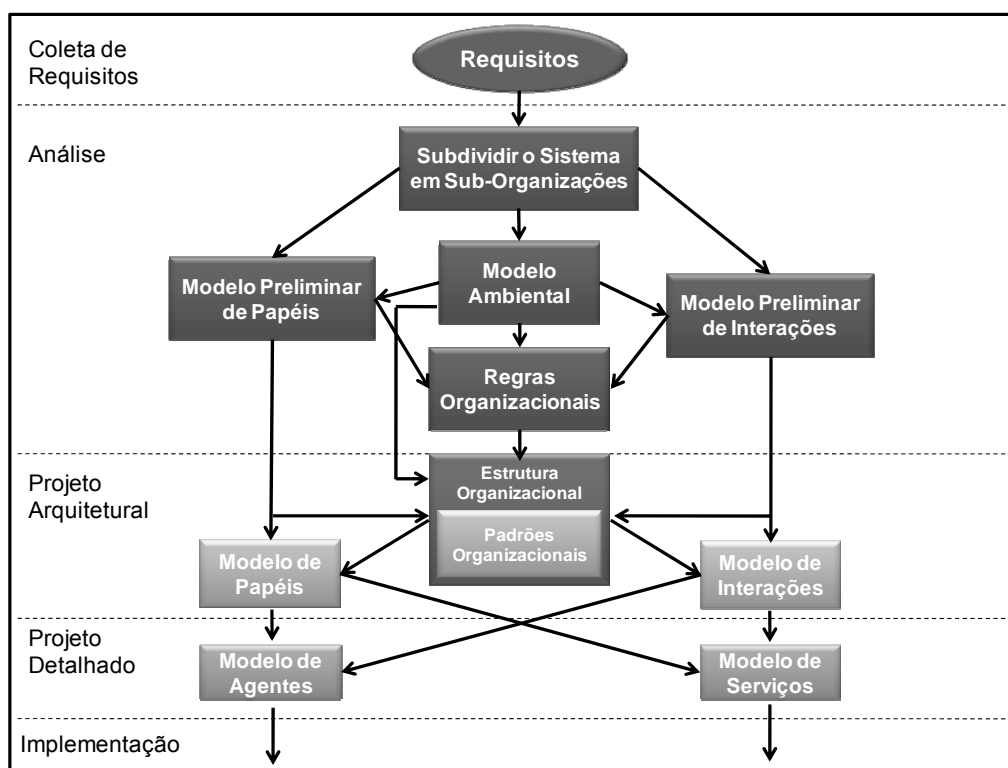 Coleta de
Requisitos
Requisitos
Análise
Subdividir o Sistema
em Sub-Organizações
Modelo Preliminar
de Papéis
Modelo
Ambiental
Modelo Preliminar
de Interações
Regras
Organizacionais
Projeto
Arquitetural
Estrutura
Organizacional
Padrões
Organizacionais
Modelo de
Papéis
Modelo de
Interações
Projeto
Detalhado
Modelo de
Agentes
Modelo de
Serviços
Implementação